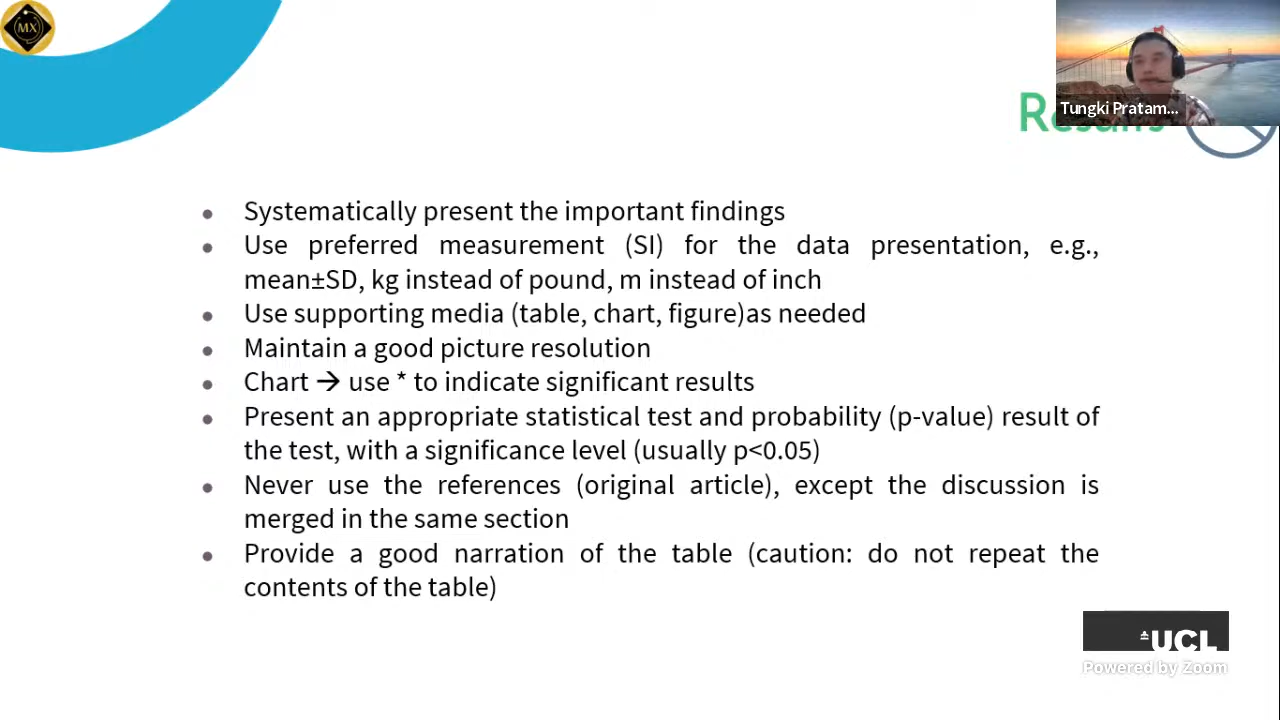 MX
Tungki Pratam...
Results
Systematically present the important findings
Use preferred measurement (SI) for the data presentation, e.g.,
mean±SD, kg instead of pound, m instead of inch
Use supporting media (table, chart, figure)as needed
Maintain a good picture resolution
Chart → use * to indicate significant results
Present an appropriate statistical test and probability (p-value) result of
the test, with a significance level (usually p<0.05)
Never use the references (original article), except the discussion is
merged in the same section
Provide a good narration of the table (caution: do not repeat the
contents of the table)
UCL
Powered by Zoom